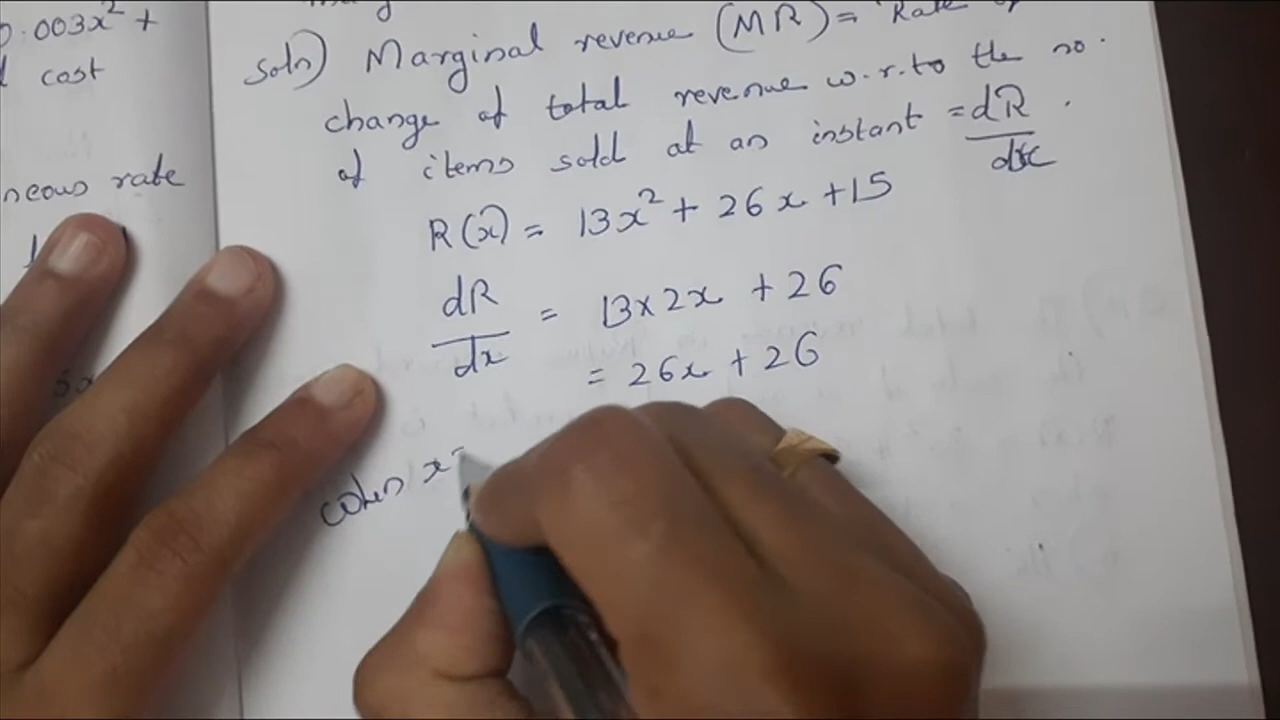 0.003x² +
cost
neous rate
Soln) Marginal revenue (MR) = Rate of
change of total revenue w.r.to the no.
of items sold at an instant = dR/dx.
R(x) = 13x² + 26x + 15
dR/dx = 13 × 2x + 26
= 26x + 26
when x =